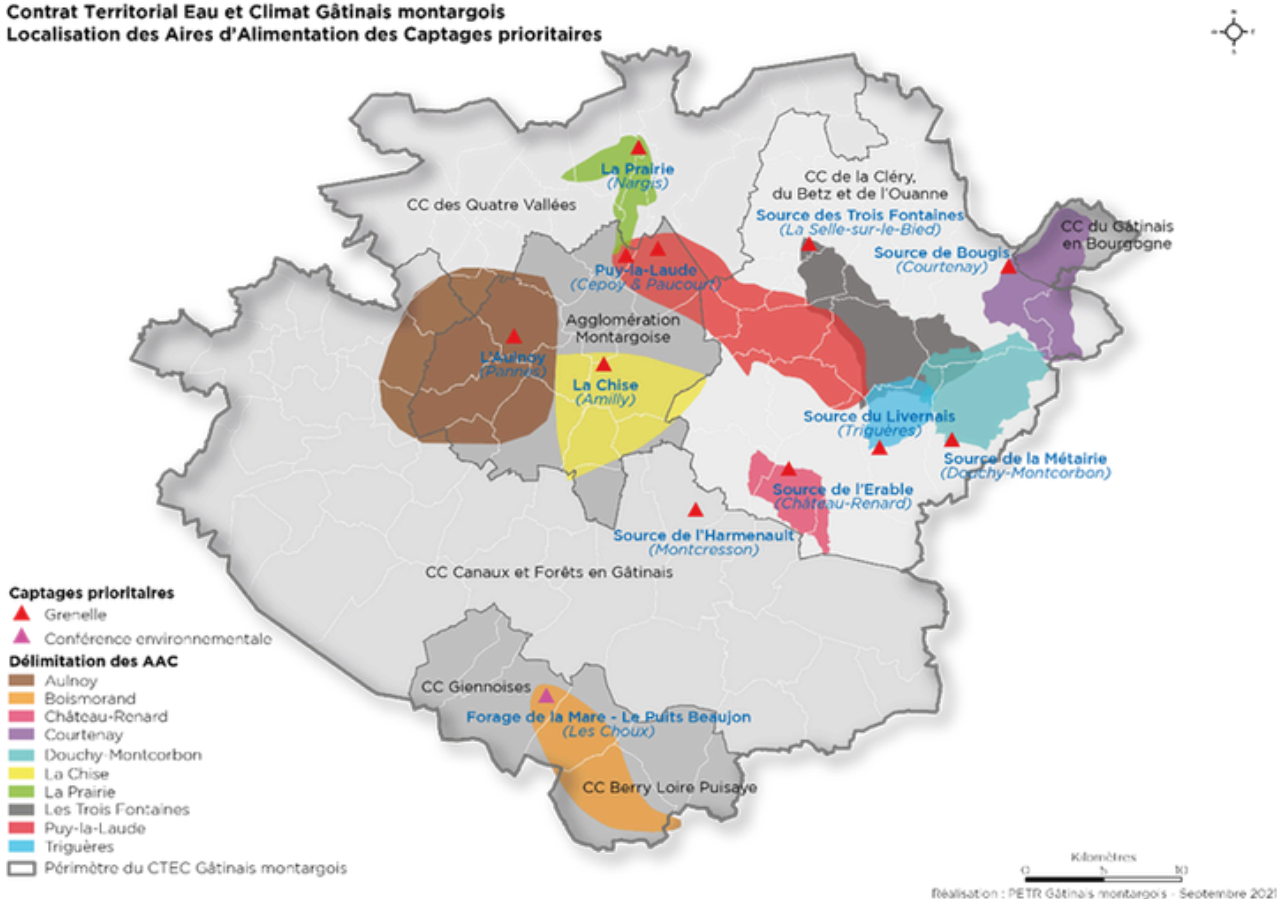 Contrat Territorial Eau et Climat Gâtinais montargois
Localisation des Aires d'Alimentation des Captages prioritaires
N
S
La Prairie
(Nargis)
CC des Quatre Vallées
CC de la Cléry,
du Betz et de l'Ouanne
Source des Trois Fontaines
(La Selle-sur-le-Bied)
CC du Gâtinais
en Bourgogne
Source de Bougis
(Courtenay)
Puy-la-Laude
(Cepoy & Paucourt)
Agglomération
Montargoise
L'Aulnoy
(Pannes)
La Chise
(Amilly)
Source du Livernais
(Triguères)
Source de la Métairie
(Douchy-Montcorbon)
Source de l'Erable
(Château-Renard)
Source de l'Harmenault
(Montcresson)
CC Canaux et Forêts en Gâtinais
CC Giennoises
Forage de la Mare - Le Puits Beaujon
(Les Choux)
CC Berry Loire Puisaye
Captages prioritaires
Grenelle
Conférence environnementale
Délimitation des AAC
Aulnoy
Boismorand
Château-Renard
Courtenay
Douchy-Montcorbon
La Chise
La Prairie
Les Trois Fontaines
Puy-la-Laude
Triguères
Périmètre du CTEC Gâtinais montargois
Kilomètres
0 5 10
Réalisation : PETR Gâtinais montargois - Septembre 2021